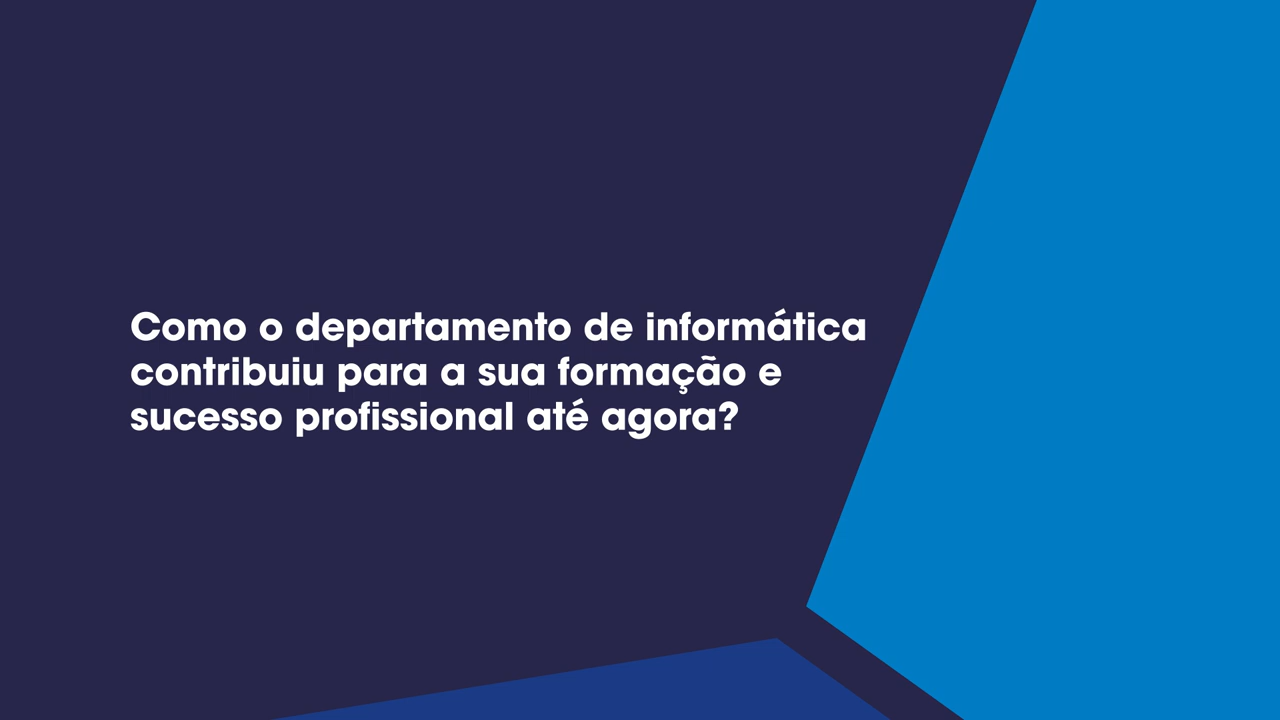 Como o departamento de informática
contribuiu para a sua formação e
sucesso profissional até agora?